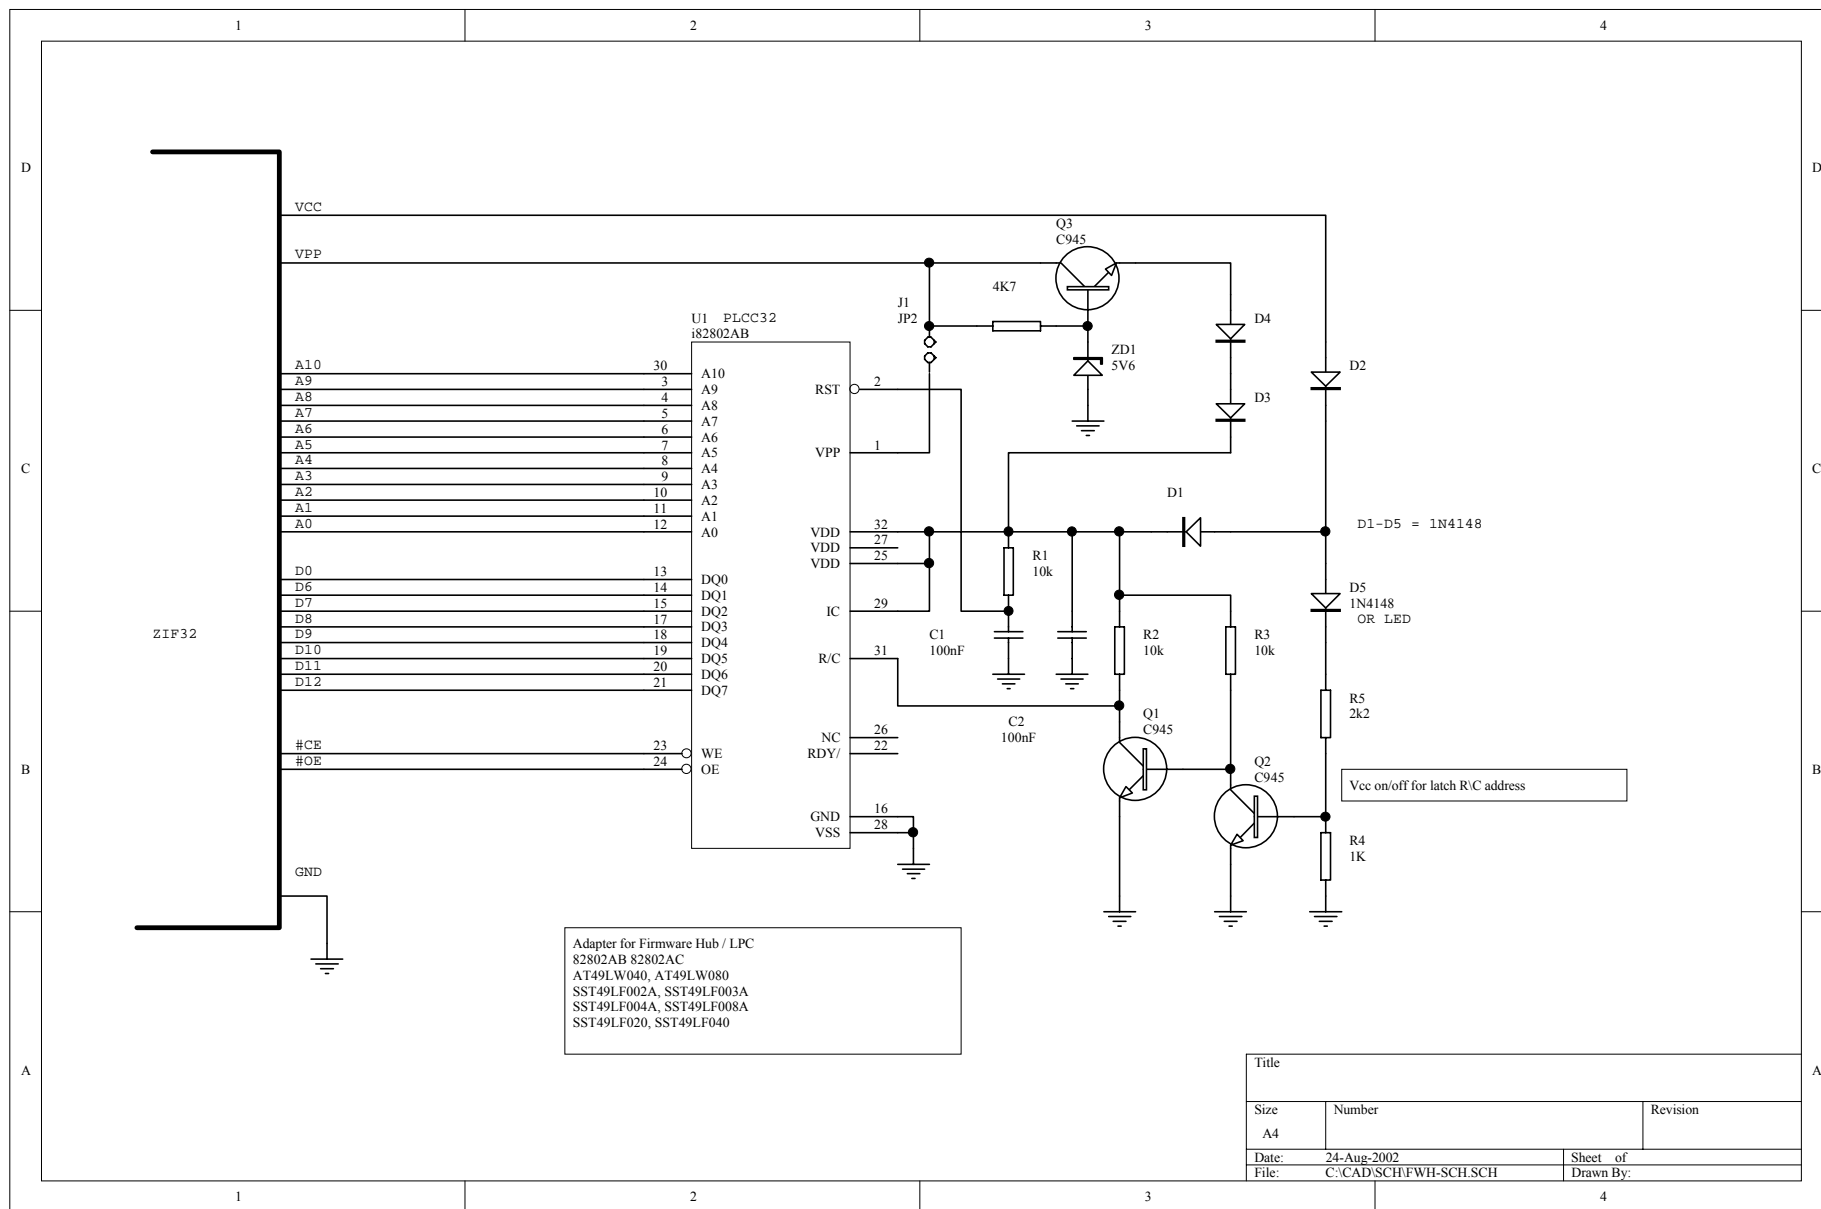 1 2 3 4
D D
C C
B B
A A
ZIF32
VCC
VPP
A10
A9
A8
A7
A6
A5
A4
A3
A2
A1
A0
D0
D6
D7
D8
D9
D10
D11
D12
#CE
#OE
GND
U1 PLCC32
i82802AB
30 A10
3 A9
4 A8
5 A7
6 A6
7 A5
8 A4
9 A3
10 A2
11 A1
12 A0
13 DQ0
14 DQ1
15 DQ2
17 DQ3
18 DQ4
19 DQ5
20 DQ6
21 DQ7
23 WE
24 OE
RST 2
VPP 1
VDD 32
VDD 27
VDD 25
IC 29
R/C 31
NC 26
RDY/ 22
GND 16
VSS 28
J1
JP2
4K7
Q3
C945
ZD1
5V6
D4
D3
D2
D1
D1-D5 = 1N4148
R1
10k
C1
100nF
C2
100nF
R2
10k
R3
10k
D5
1N4148
OR LED
R5
2k2
Q1
C945
Q2
C945
R4
1K
Vcc on/off for latch R\C address
Adapter for Firmware Hub / LPC
82802AB 82802AC
AT49LW040, AT49LW080
SST49LF002A, SST49LF003A
SST49LF004A, SST49LF008A
SST49LF020, SST49LF040
Title
Size Number Revision
A4
Date: 24-Aug-2002 Sheet of
File: C:\CAD\SCH\FWH-SCH.SCH Drawn By:
1 2 3 4